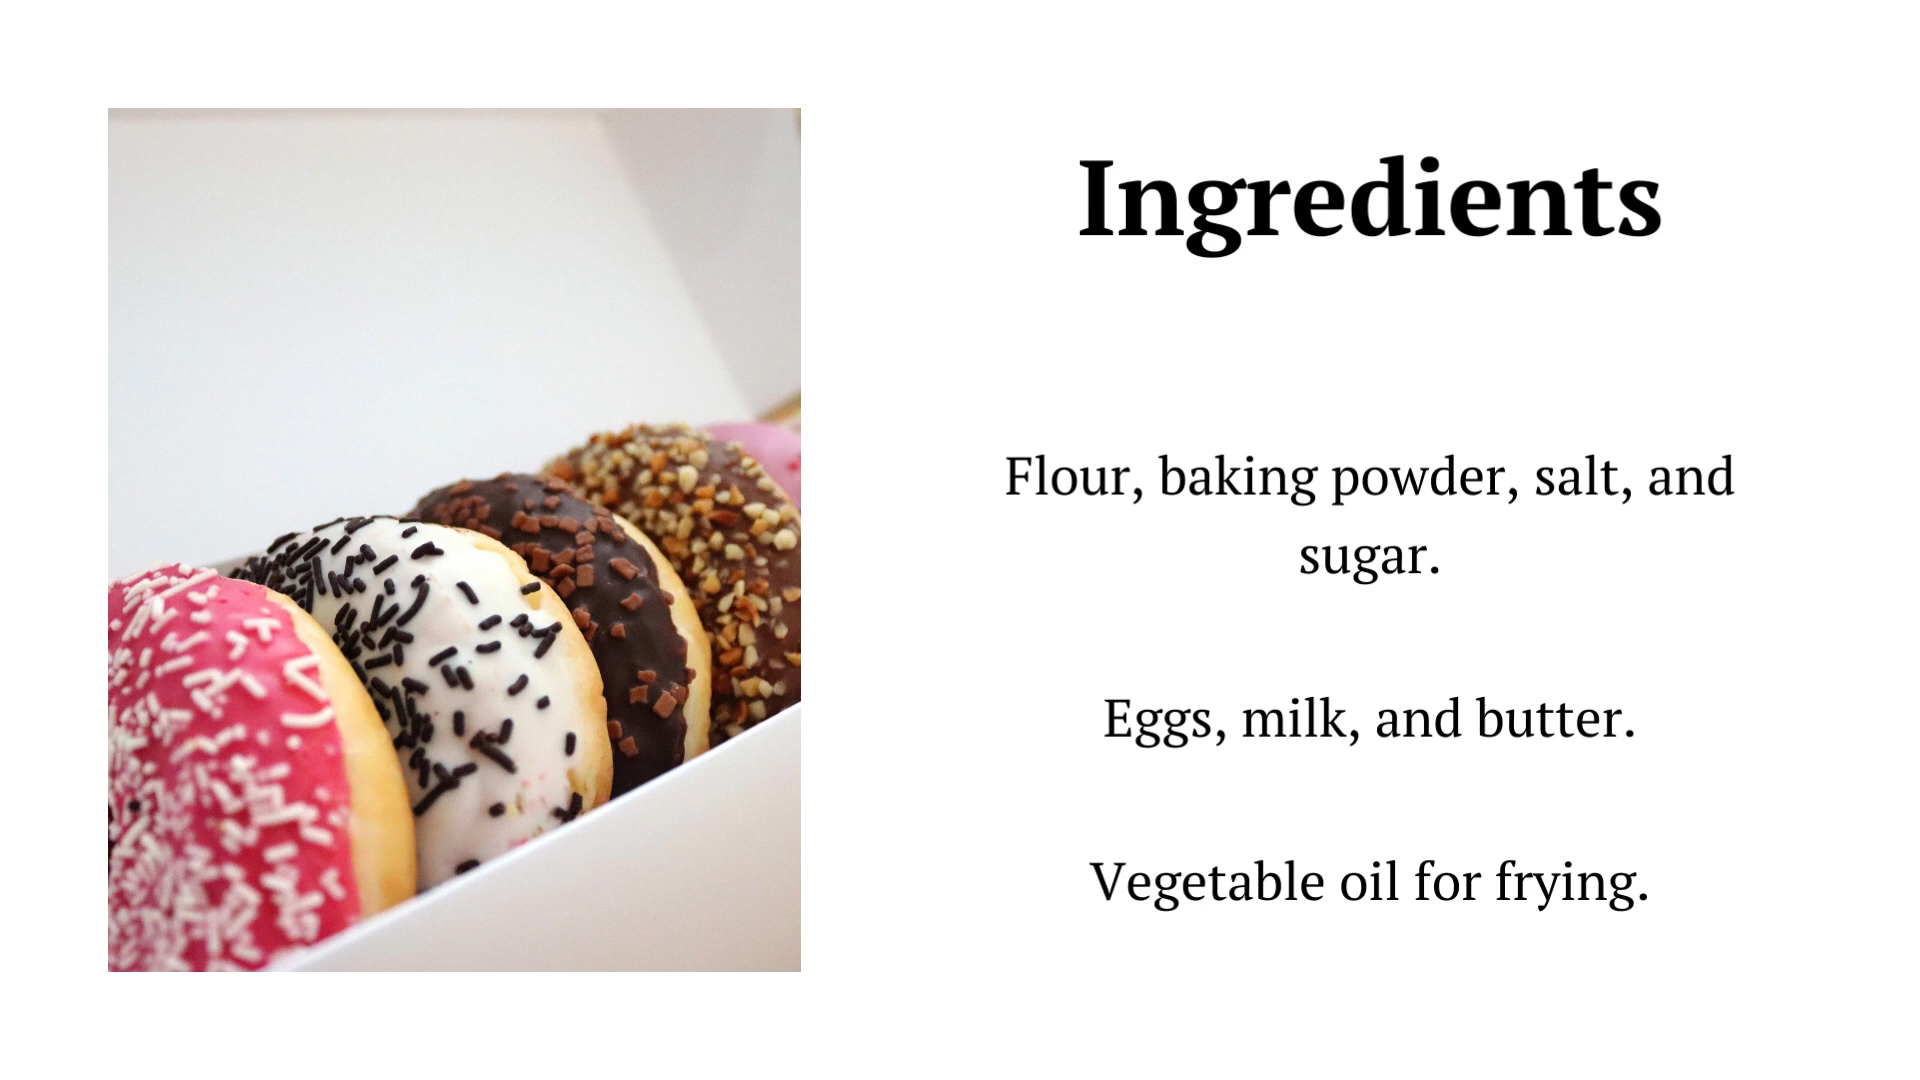 Ingredients
Flour, baking powder, salt, and
sugar.
Eggs, milk, and butter.
Vegetable oil for frying.